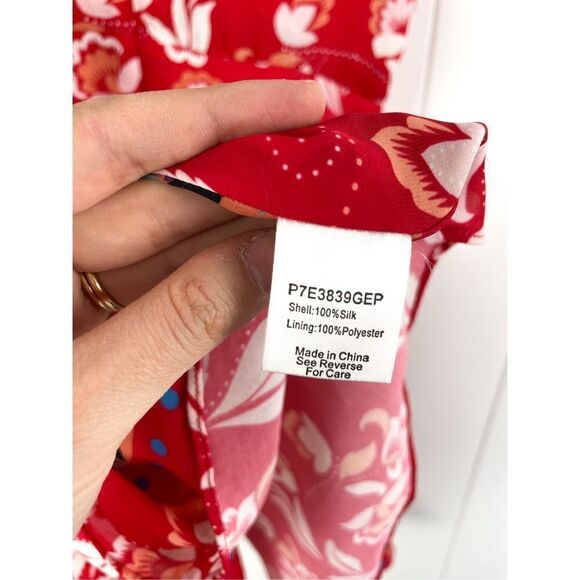 P7E3839GEP
Shell:100%Silk
Lining:100%Polyester
Made in China
See Reverse
For Care